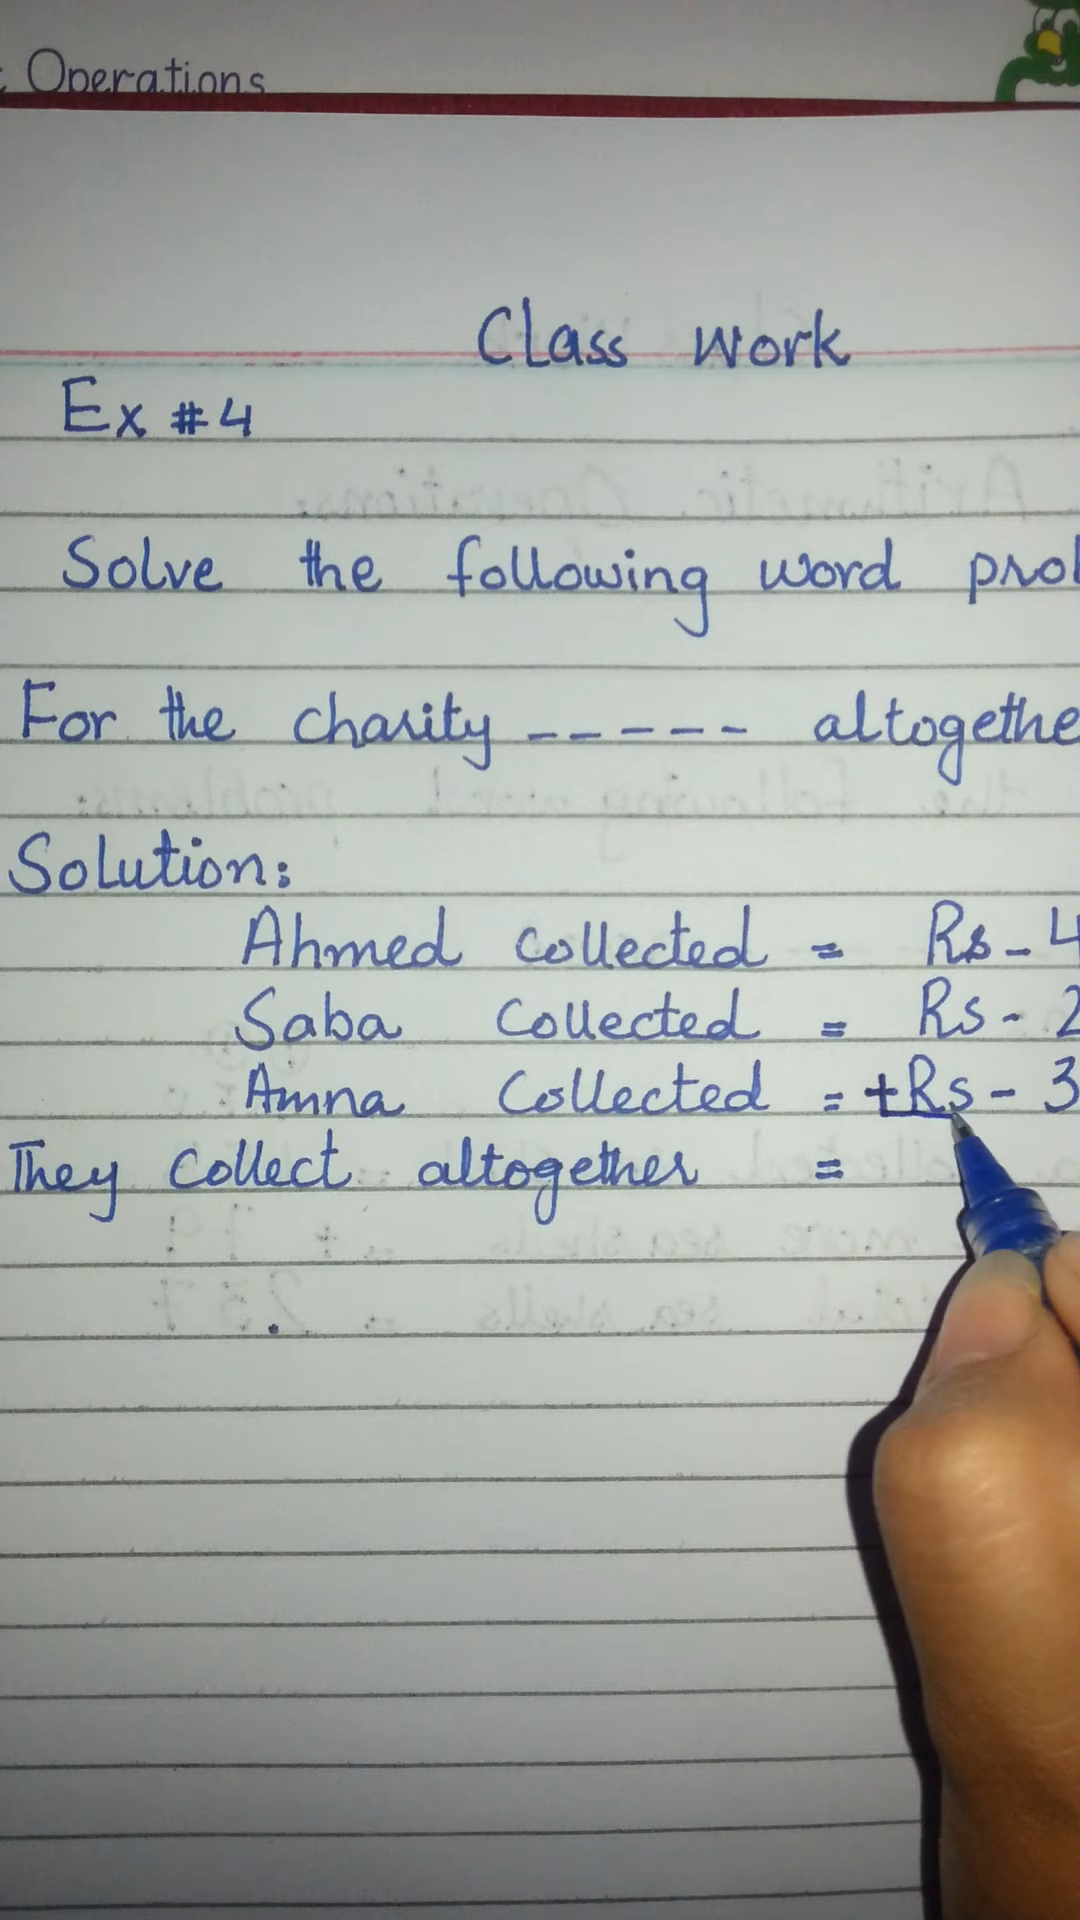 Operations
Class Work
Ex # 4
Solve the following word
For the charity ----- altogethe
Solution:
Ahmed collected = Rs - 4
Saba collected = Rs - 2
Amna collected = +Rs - 3
They collect altogether =